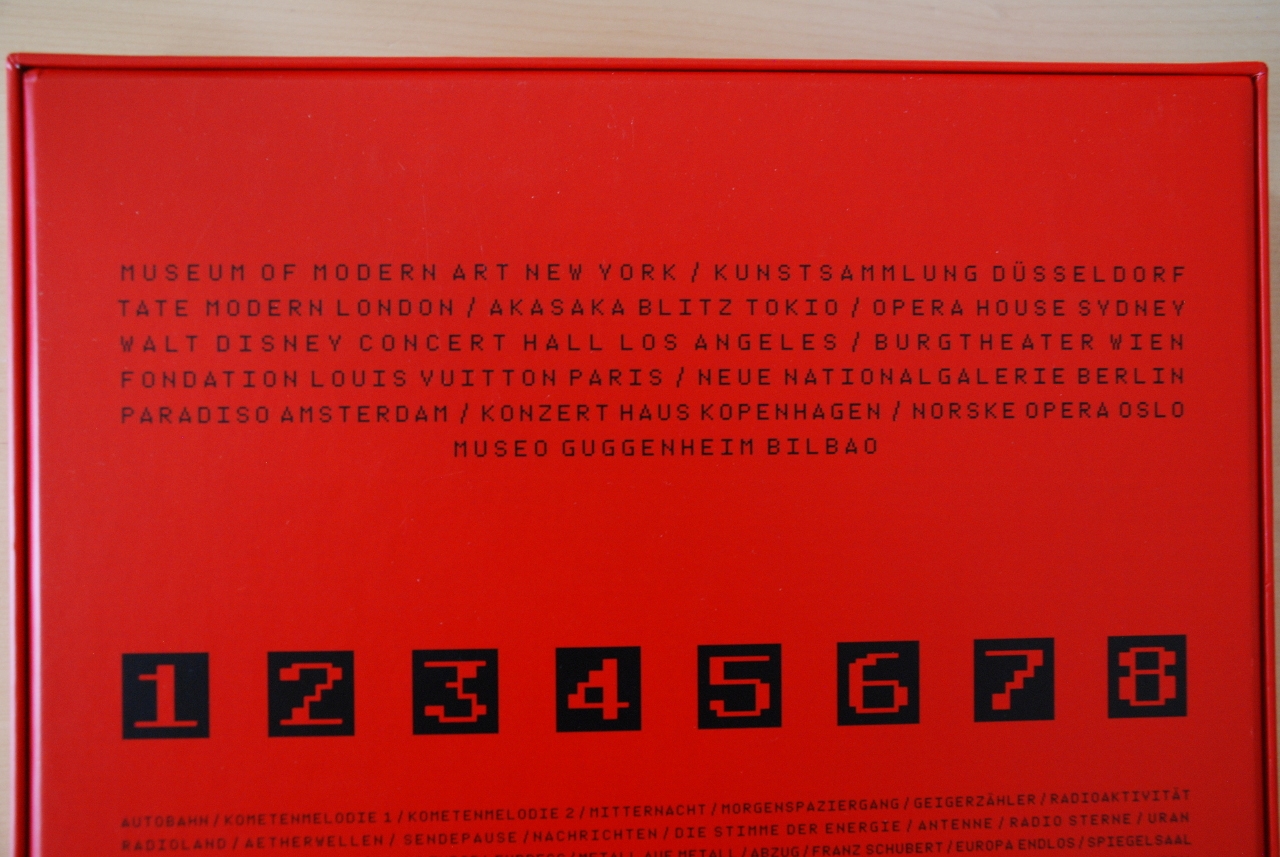 MUSEUM OF MODERN ART NEW YORK / KUNSTSAMMLUNG DÜSSELDORF
TATE MODERN LONDON / AKASAKA BLITZ TOKIO / OPERA HOUSE SYDNEY
WALT DISNEY CONCERT HALL LOS ANGELES / BURGTHEATER WIEN
FONDATION LOUIS VUITTON PARIS / NEUE NATIONALGALERIE BERLIN
PARADISO AMSTERDAM / KONZERT HAUS KOPENHAGEN / NORSKE OPERA OSLO
MUSEO GUGGENHEIM BILBAO
1 2 3 4 5 6 7 8
AUTOBAHN / KOMETENMELODIE 1 / KOMETENMELODIE 2 / MITTERNACHT / MORGENSPAZIERGANG / GEIGERZÄHLER / RADIOAKTIVITÄT
RADIOLAND / AETHERWELLEN / SENDEPAUSE / NACHRICHTEN / DIE STIMME DER ENERGIE / ANTENNE / RADIO STERNE / URAN
EXPRESS / METALL AUF METALL / ABZUG / FRANZ SCHUBERT / EUROPA ENDLOS / SPIEGELSAAL